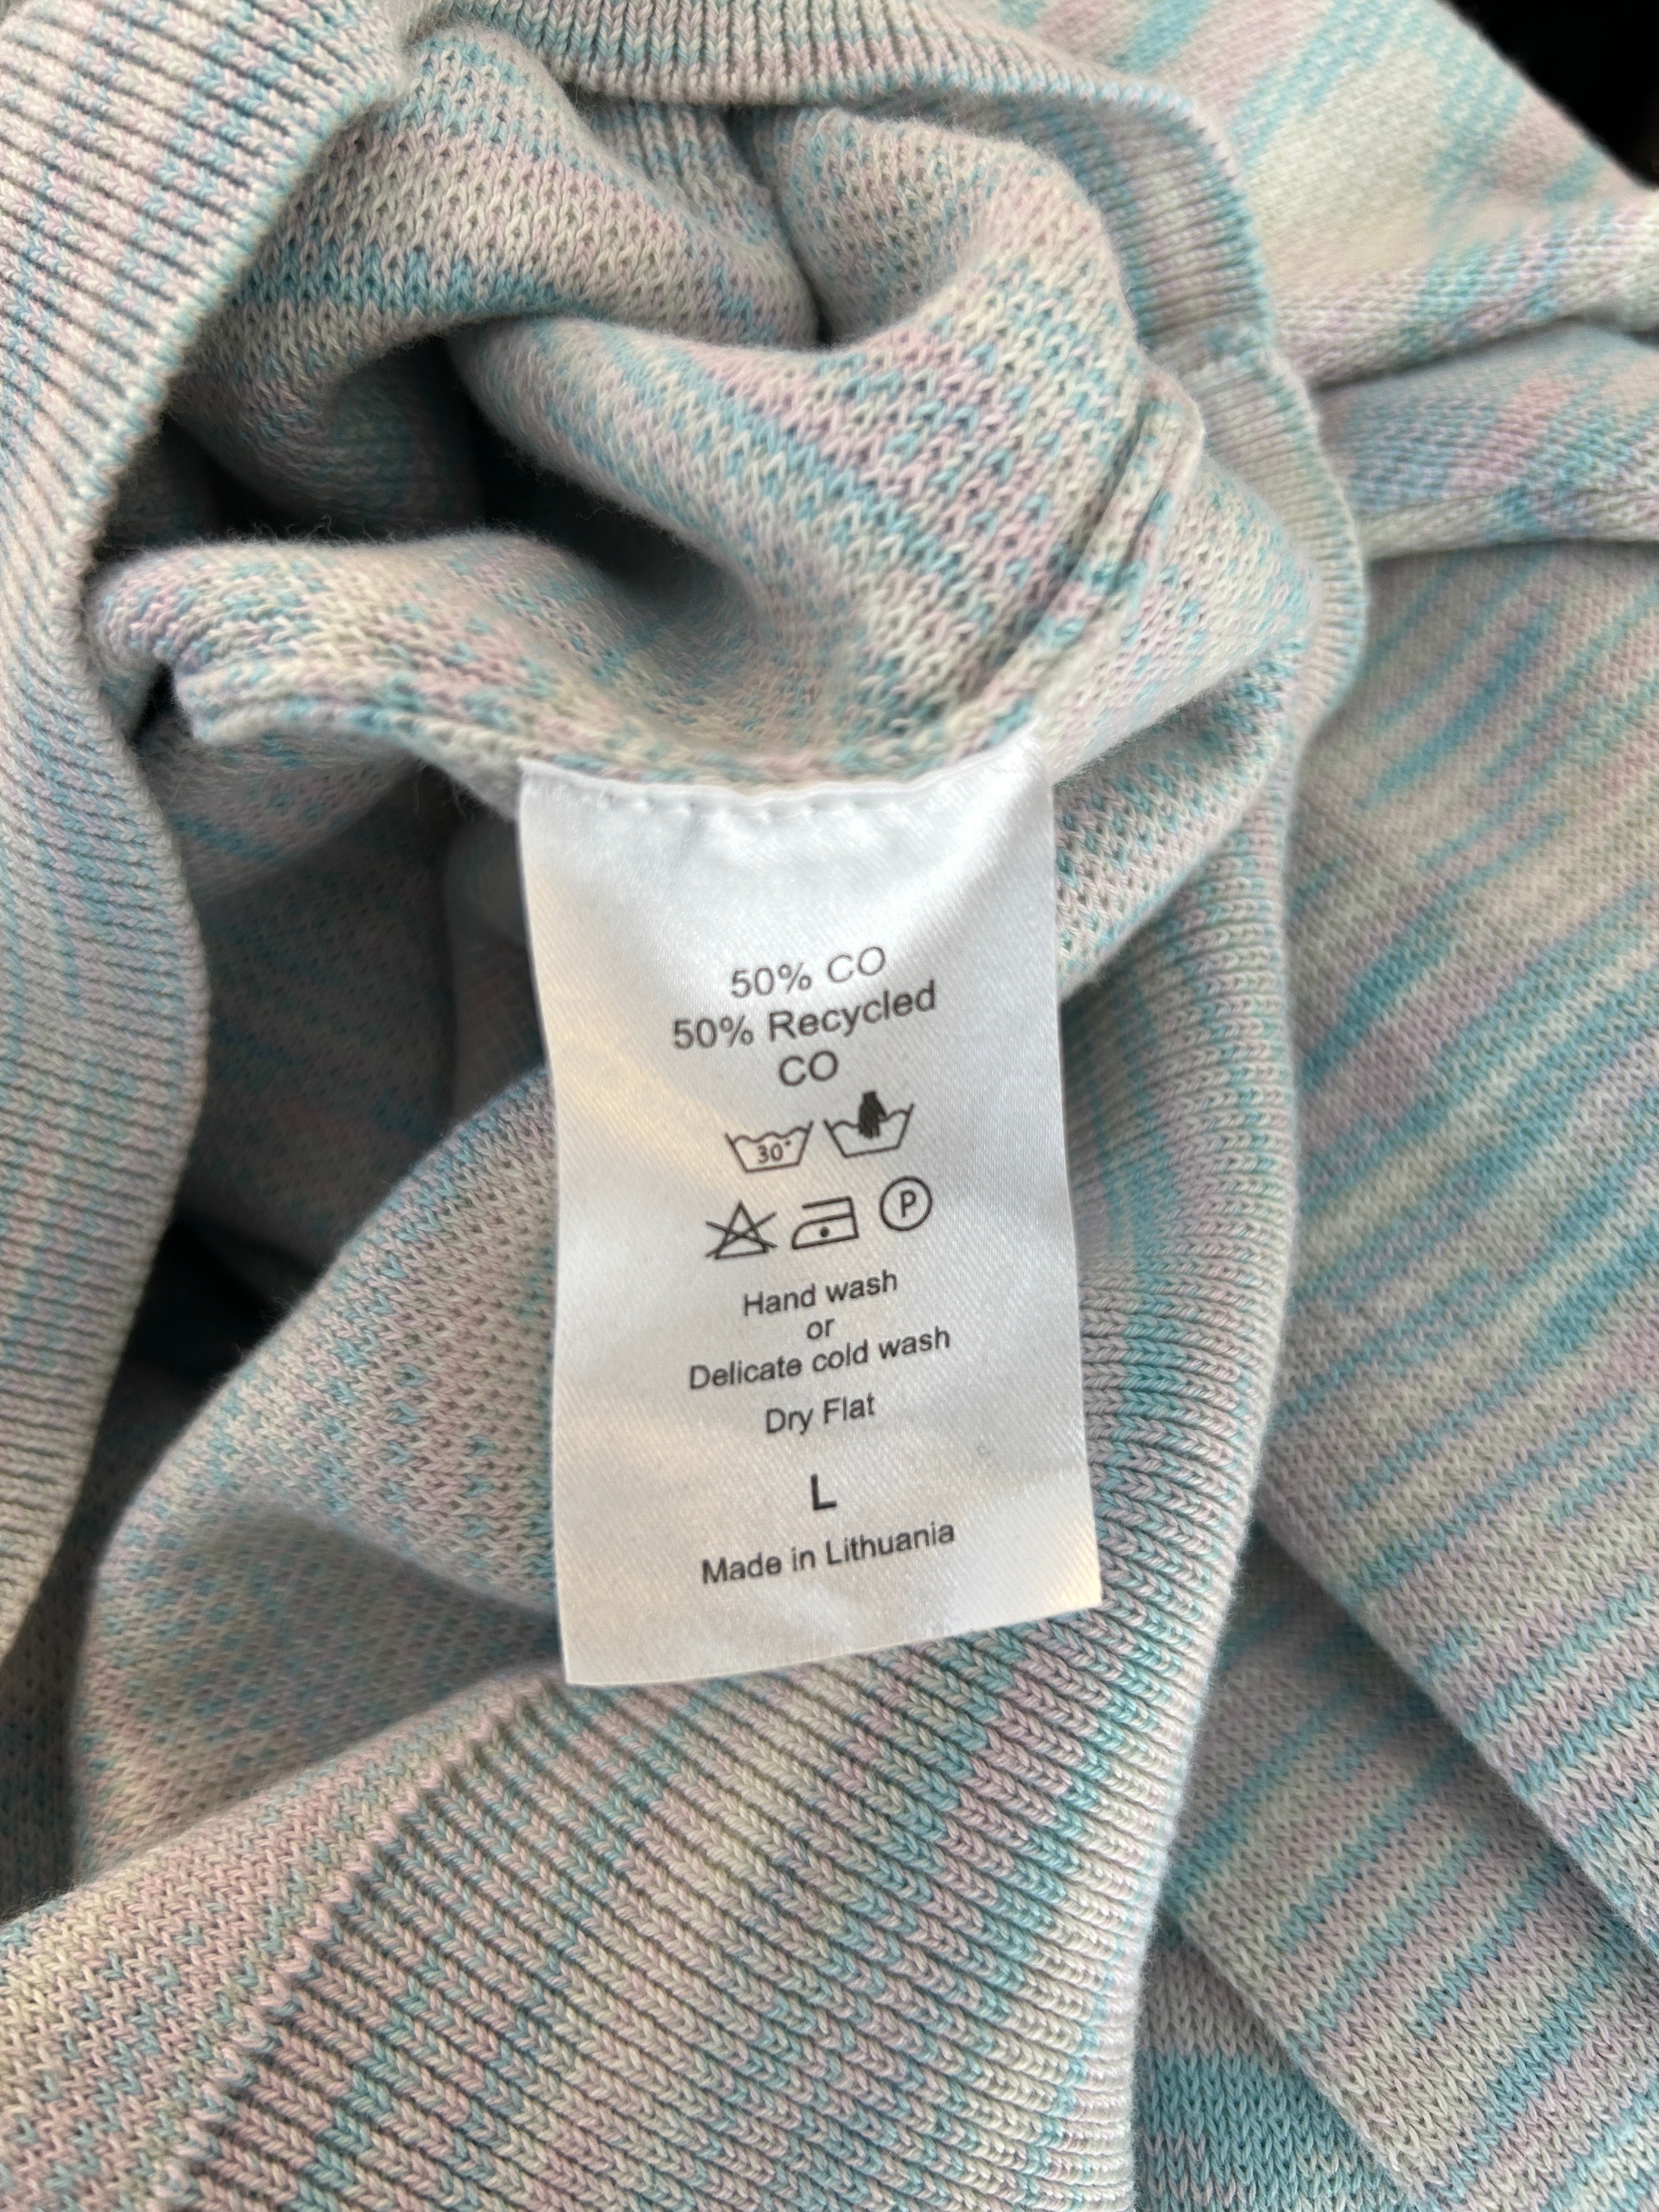 50% CO
50% Recycled
CO
30°
P
Hand wash
or
Delicate cold wash
Dry Flat
L
Made in Lithuania